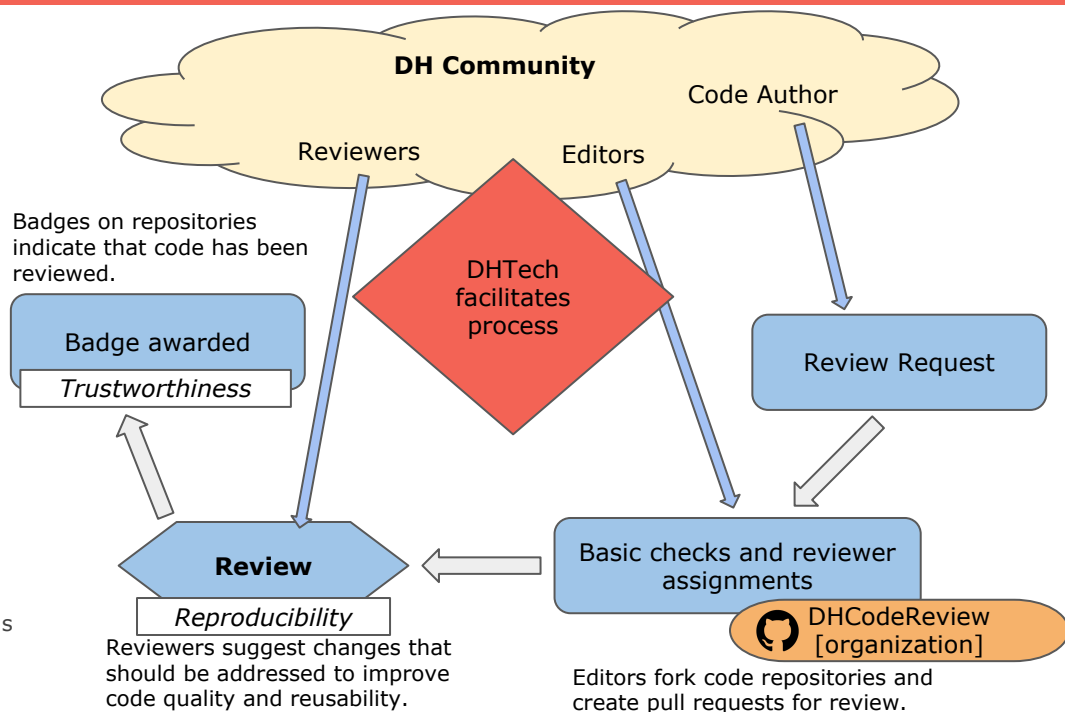 DH Community
Code Author
Reviewers
Editors
Badges on repositories
indicate that code has been
reviewed.
DHTech
facilitates
process
Badge awarded
Trustworthiness
Review Request
Review
Reproducibility
Basic checks and reviewer
assignments
DHCodeReview
[organization]
s
Reviewers suggest changes that
should be addressed to improve
code quality and reusability.
Editors fork code repositories and
create pull requests for review.